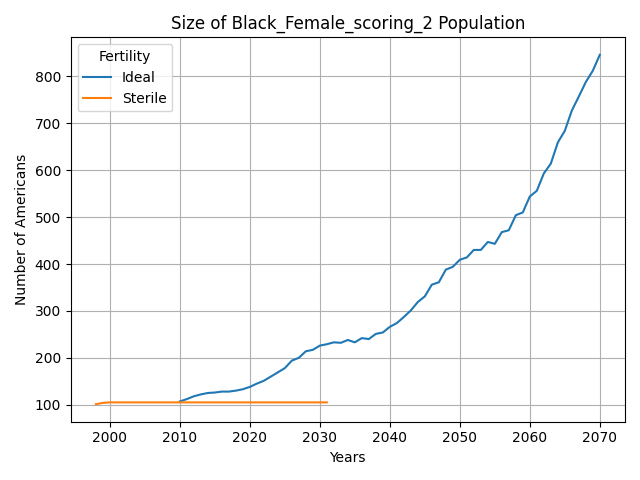 Size of Black_Female_scoring_2 Population
Fertility
Ideal
Sterile
Number of Americans
800
700
600
500
400
300
200
100
2000 2010 2020 2030 2040 2050 2060 2070
Years